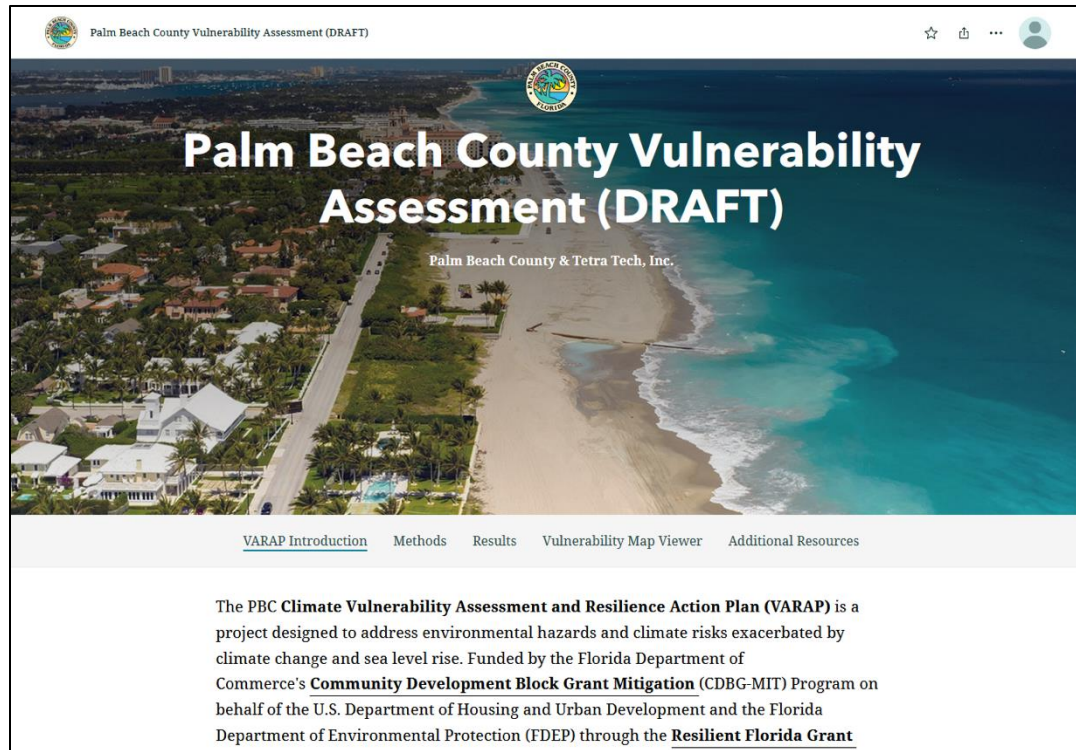 Palm Beach County Vulnerability Assessment (DRAFT)
PALM BEACH COUNTY
FLORIDA
Palm Beach County Vulnerability
Assessment (DRAFT)
Palm Beach County & Tetra Tech, Inc.
VARAP Introduction Methods Results Vulnerability Map Viewer Additional Resources
The PBC Climate Vulnerability Assessment and Resilience Action Plan (VARAP) is a
project designed to address environmental hazards and climate risks exacerbated by
climate change and sea level rise. Funded by the Florida Department of
Commerce's Community Development Block Grant Mitigation (CDBG-MIT) Program on
behalf of the U.S. Department of Housing and Urban Development and the Florida
Department of Environmental Protection (FDEP) through the Resilient Florida Grant